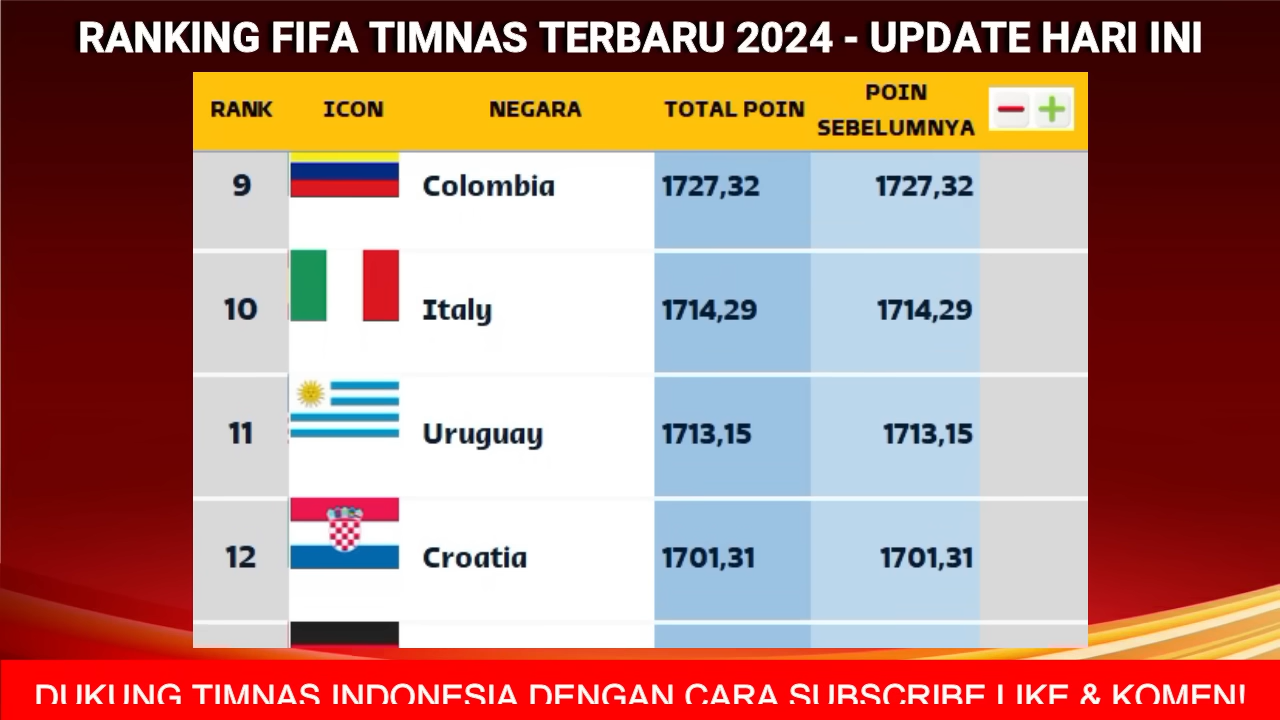 RANKING FIFA TIMNAS TERBARU 2024 - UPDATE HARI INI
RANK ICON NEGARA TOTAL POIN POIN SEBELUMNYA
9 Colombia 1727,32 1727,32
10 Italy 1714,29 1714,29
11 Uruguay 1713,15 1713,15
12 Croatia 1701,31 1701,31
DUKUNG TIMNAS INDONESIA DENGAN CARA SUBSCRIBE LIKE & KOMEN!